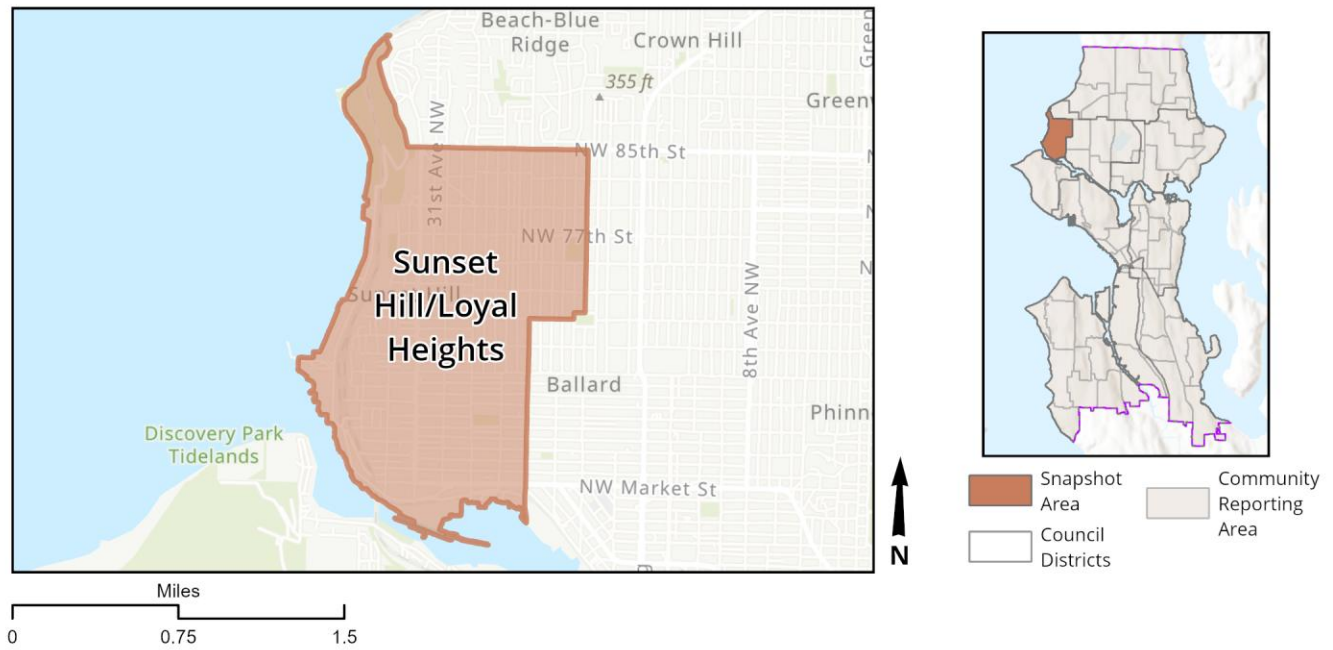 Beach-Blue
Ridge
Crown Hill
355 ft
31st Ave NW
NW 85th St
NW 77th St
Sunset
Hill/Loyal
Heights
8th Ave NW
Ballard
Discovery Park
Tidelands
NW Market St
N
Miles
0
0.75
1.5
Snapshot
Area
Council
Districts
Community
Reporting
Area